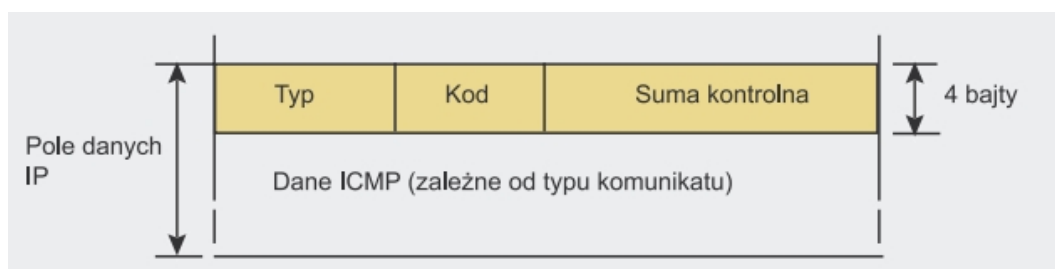 Typ
Kod
Suma kontrolna
4 bajty
Pole danych
IP
Dane ICMP (zależne od typu komunikatu)